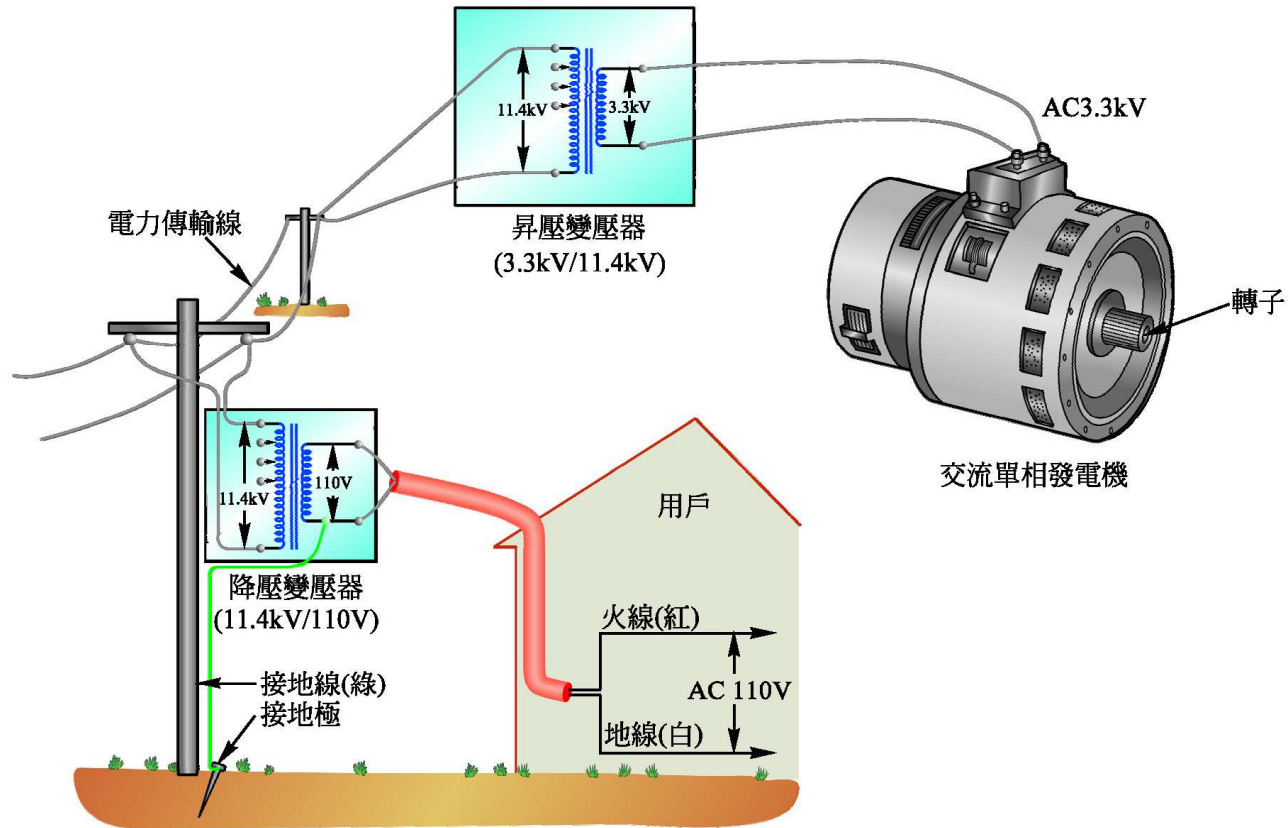 11.4kV
3.3kV
AC3.3kV
昇壓變壓器
(3.3kV/11.4kV)
電力傳輸線
轉子
交流單相發電機
11.4kV
110V
用戶
降壓變壓器
(11.4kV/110V)
火線(紅)
AC 110V
地線(白)
接地線(綠)
接地極